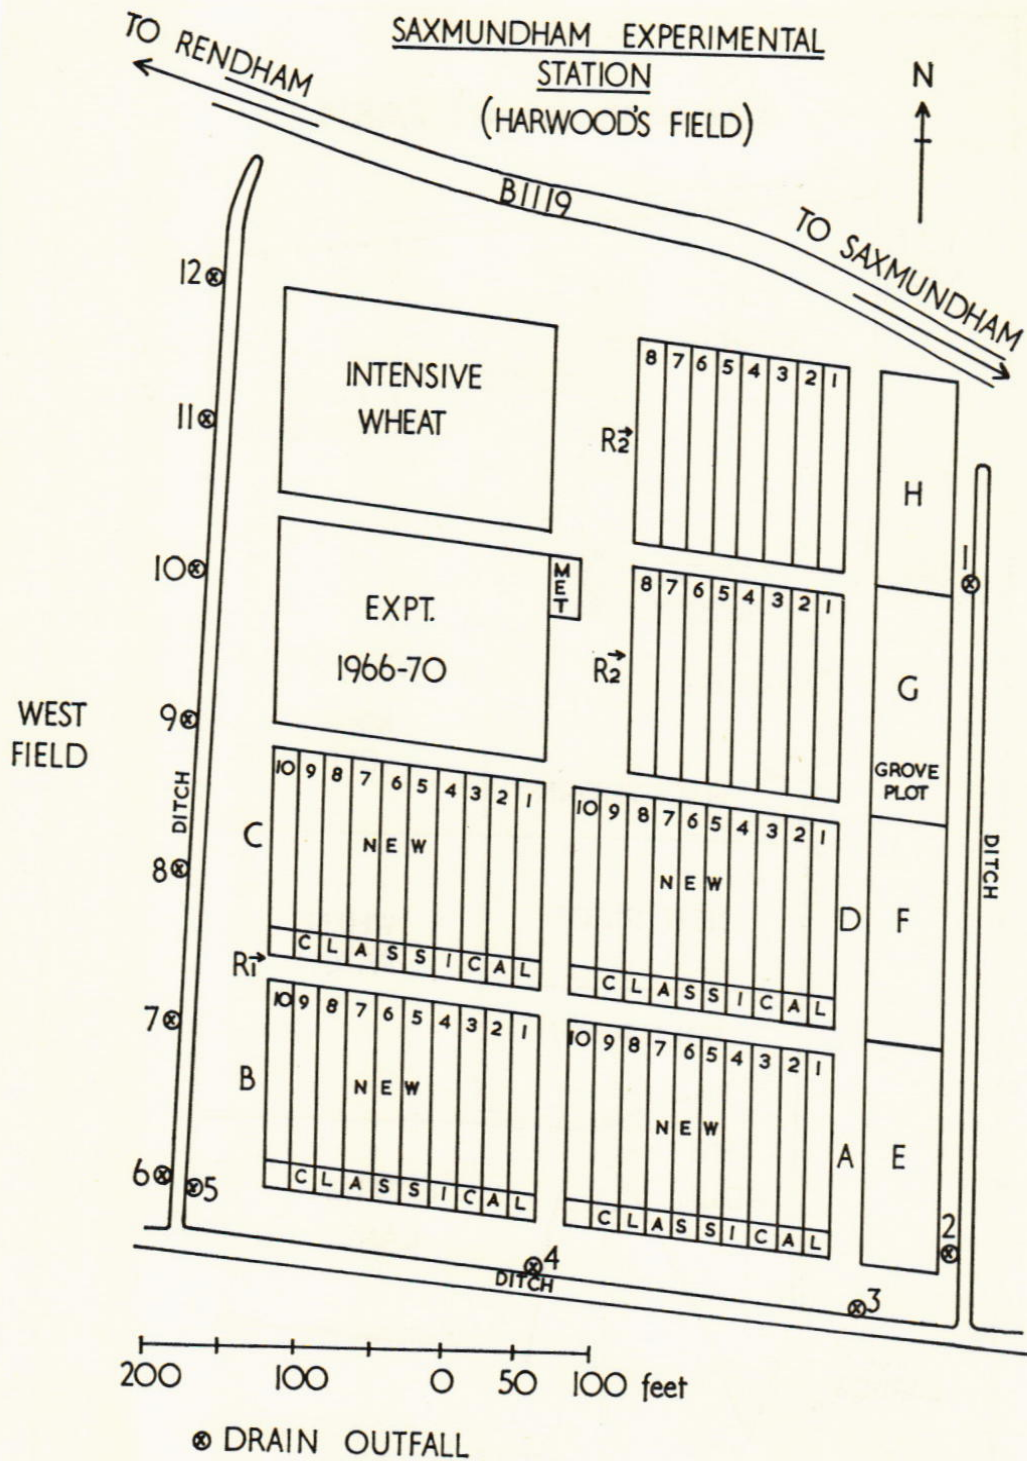 SAXMUNDHAM EXPERIMENTAL
STATION
(HARWOOD'S FIELD)
TO RENDHAM
N
B1119
TO SAXMUNDHAM
12
INTENSIVE
WHEAT
8 7 6 5 4 3 2 1
11
R2
H
10
MET
1
EXPT.
1966-70
8 7 6 5 4 3 2 1
R2
G
WEST
FIELD
9
GROVE
PLOT
DITCH
10 9 8 7 6 5 4 3 2 1
10 9 8 7 6 5 4 3 2 1
C
NEW
NEW
DITCH
8
D
F
CLASSICAL
CLASSICAL
R1
7
10 9 8 7 6 5 4 3 2 1
10 9 8 7 6 5 4 3 2 1
B
NEW
NEW
A
E
6
5
CLASSICAL
CLASSICAL
2
4
DITCH
3
200 100 0 50 100 feet
DRAIN OUTFALL